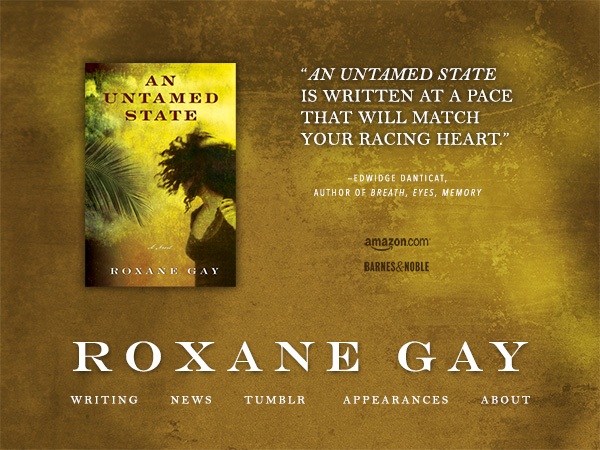 AN
UNTAMED
STATE
A Novel
ROXANE GAY
“AN UNTAMED STATE
IS WRITTEN AT A PACE
THAT WILL MATCH
YOUR RACING HEART.”
–EDWIDGE DANTICAT,
AUTHOR OF BREATH, EYES, MEMORY
amazon.com
BARNES&NOBLE
ROXANE GAY
WRITING NEWS TUMBLR APPEARANCES ABOUT